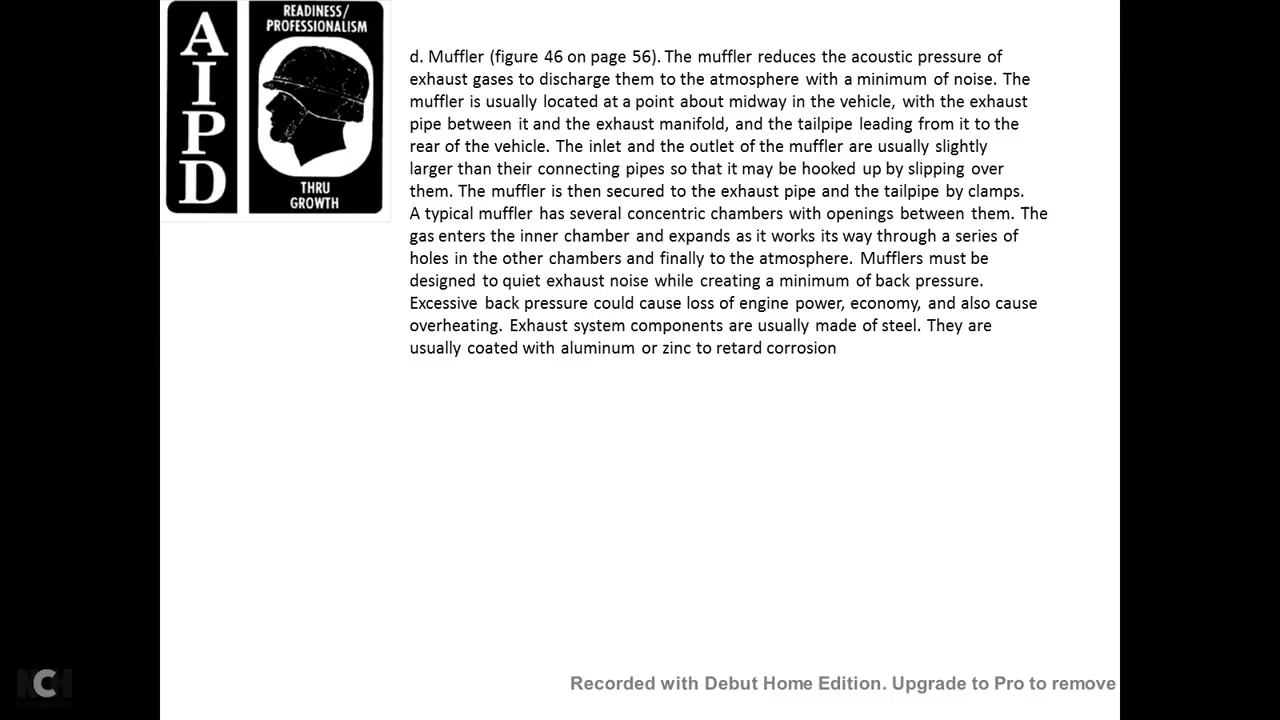 A
I
P
D
READINESS/
PROFESSIONALISM
THRU
GROWTH
d. Muffler (figure 46 on page 56). The muffler reduces the acoustic pressure of
exhaust gases to discharge them to the atmosphere with a minimum of noise. The
muffler is usually located at a point about midway in the vehicle, with the exhaust
pipe between it and the exhaust manifold, and the tailpipe leading from it to the
rear of the vehicle. The inlet and the outlet of the muffler are usually slightly
larger than their connecting pipes so that it may be hooked up by slipping over
them. The muffler is then secured to the exhaust pipe and the tailpipe by clamps.
A typical muffler has several concentric chambers with openings between them. The
gas enters the inner chamber and expands as it works its way through a series of
holes in the other chambers and finally to the atmosphere. Mufflers must be
designed to quiet exhaust noise while creating a minimum of back pressure.
Excessive back pressure could cause loss of engine power, economy, and also cause
overheating. Exhaust system components are usually made of steel. They are
usually coated with aluminum or zinc to retard corrosion
NCH
Recorded with Debut Home Edition. Upgrade to Pro to remove